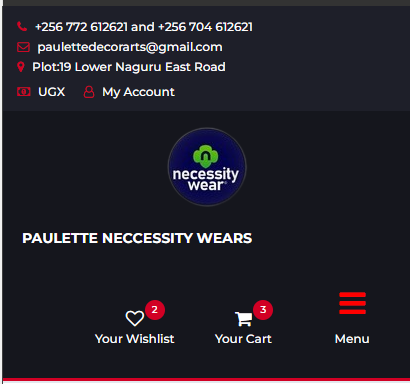 +256 772 612621 and +256 704 612621
paulettedecorarts@gmail.com
Plot:19 Lower Naguru East Road
UGX My Account
n
necessity
wear®
PAULETTE NECCESSITY WEARS
2 3
Your Wishlist Your Cart Menu